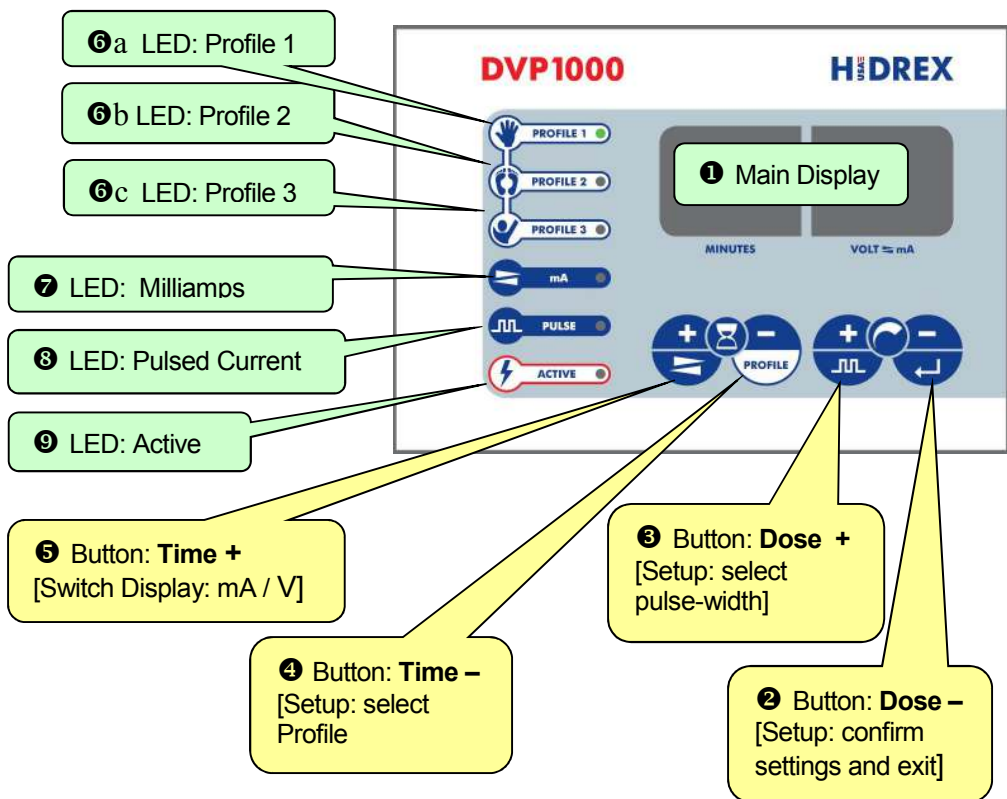 ❻a LED: Profile 1
❻b LED: Profile 2
❻c LED: Profile 3
❼ LED: Milliamps
❽ LED: Pulsed Current
❾ LED: Active
DVP1000
HIDREX
USA
PROFILE 1
PROFILE 2
PROFILE 3
mA
PULSE
ACTIVE
❶ Main Display
MINUTES
VOLT ⇆ mA
+
−
PROFILE
+
−
❺ Button: Time +
[Switch Display: mA / V]
❹ Button: Time –
[Setup: select
Profile
❸ Button: Dose +
[Setup: select
pulse-width]
❷ Button: Dose –
[Setup: confirm
settings and exit]